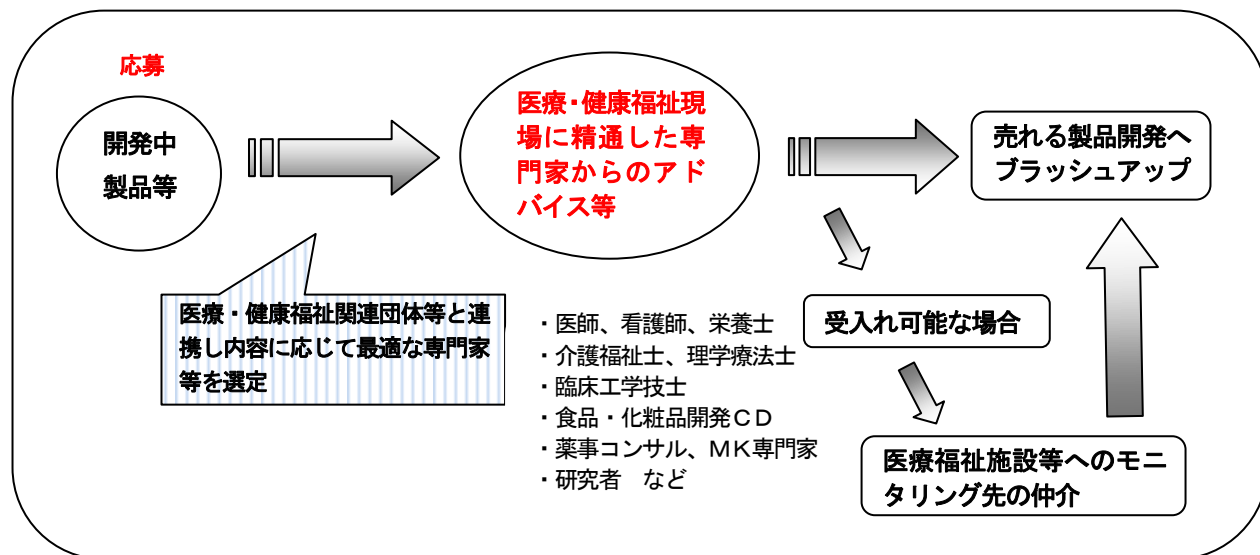 応募
開発中
製品等
医療・健康福祉現
場に精通した専
門家からのアド
バイス等
売れる製品開発へ
ブラッシュアップ
医療・健康福祉関連団体等と連
携し内容に応じて最適な専門家
等を選定
・医師、看護師、栄養士
・介護福祉士、理学療法士
・臨床工学技士
・食品・化粧品開発CD
・薬事コンサル、MK専門家
・研究者　など
受入れ可能な場合
医療福祉施設等へのモニ
タリング先の仲介